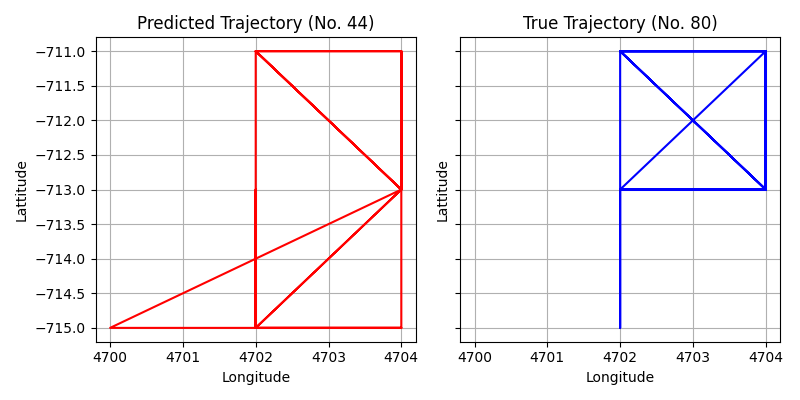 Predicted Trajectory (No. 44)
True Trajectory (No. 80)
−711.0
−711.5
−712.0
−712.5
−713.0
−713.5
−714.0
−714.5
−715.0
Lattitude
Lattitude
4700 4701 4702 4703 4704
4700 4701 4702 4703 4704
Longitude
Longitude